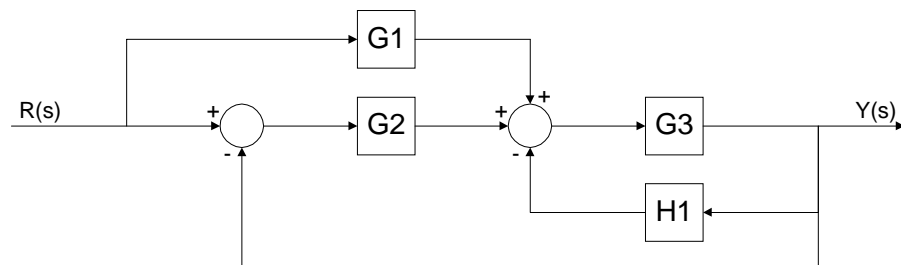 G1
+
R(s)
+
G2
+
G3
Y(s)
-
-
H1